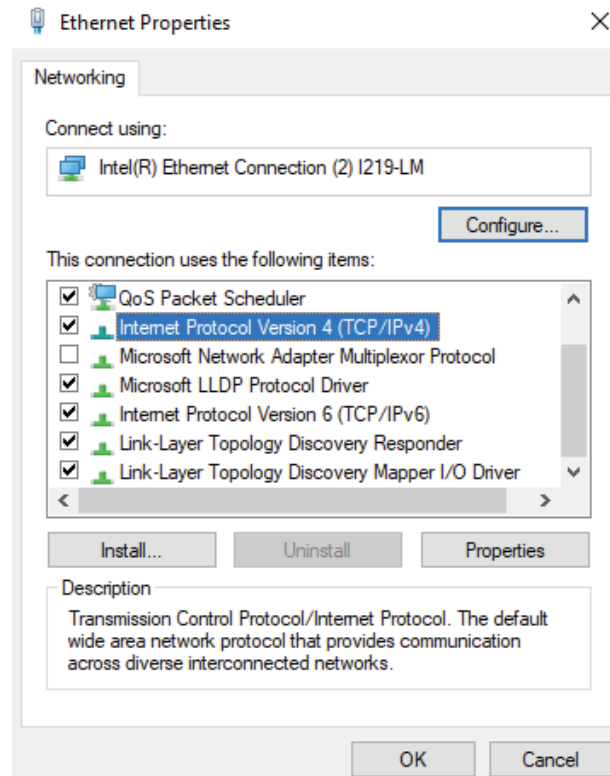 Ethernet Properties
Networking
Connect using:
Intel(R) Ethernet Connection (2) I219-LM
Configure...
This connection uses the following items:
QoS Packet Scheduler
Internet Protocol Version 4 (TCP/IPv4)
Microsoft Network Adapter Multiplexor Protocol
Microsoft LLDP Protocol Driver
Internet Protocol Version 6 (TCP/IPv6)
Link-Layer Topology Discovery Responder
Link-Layer Topology Discovery Mapper I/O Driver
Install... Uninstall Properties
Description
Transmission Control Protocol/Internet Protocol. The default
wide area network protocol that provides communication
across diverse interconnected networks.
OK Cancel